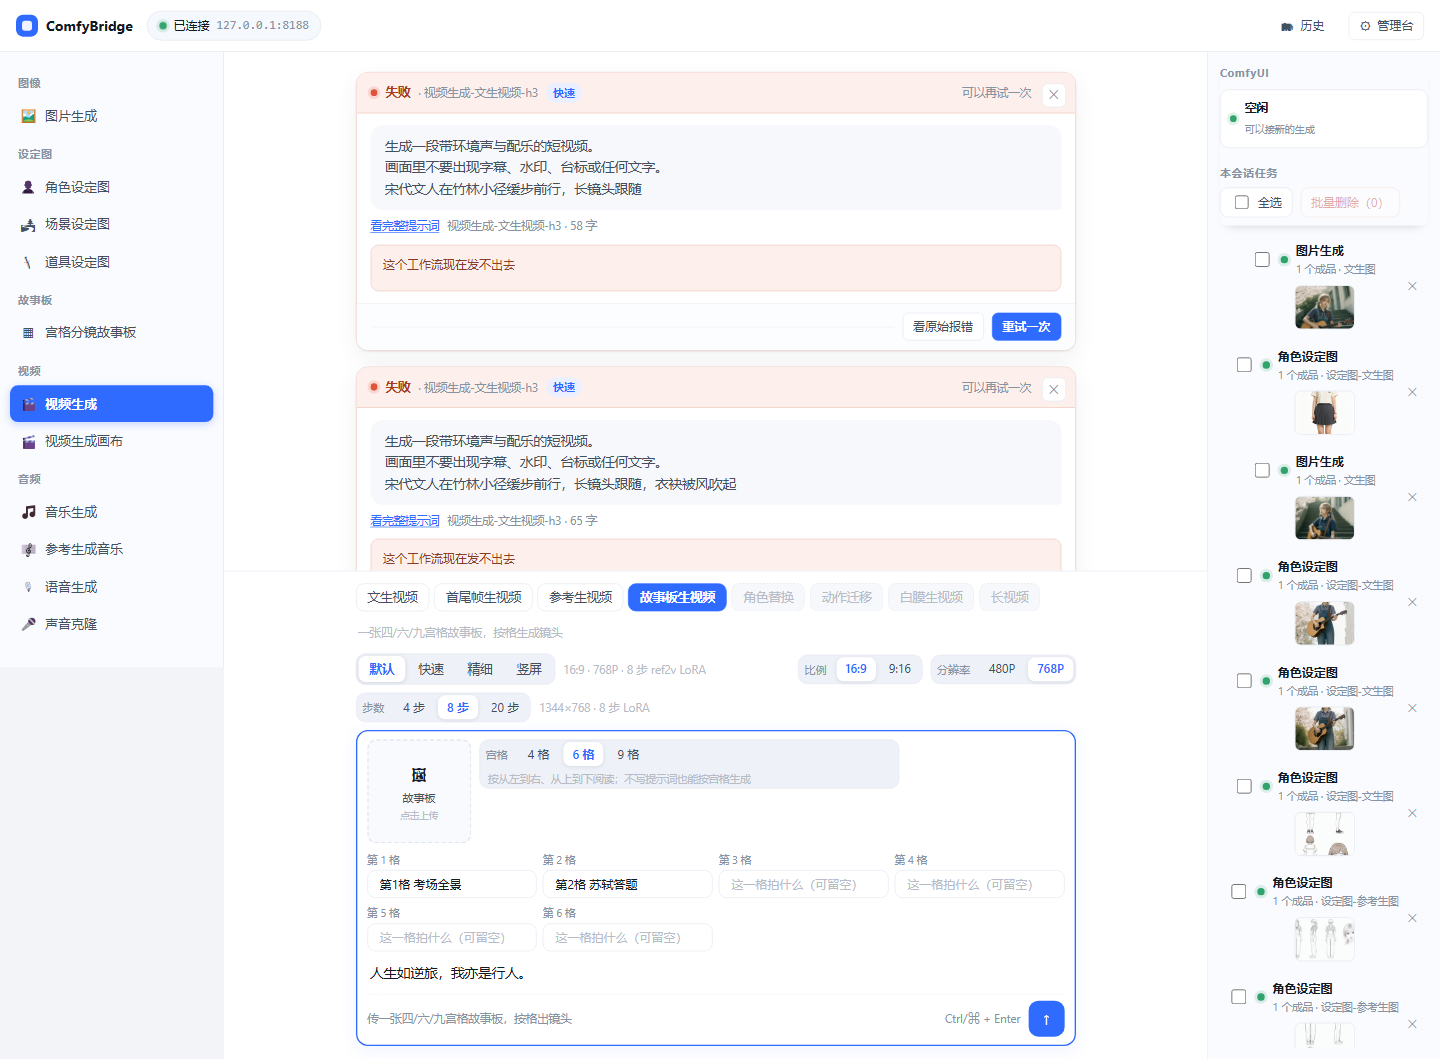 ComfyBridge
已连接 127.0.0.1:8188
历史
管理台
图像
图片生成
设定图
角色设定图
场景设定图
道具设定图
故事板
宫格分镜故事板
视频
视频生成
视频生成画布
音频
音乐生成
参考生成音乐
语音生成
声音克隆
失败 · 视频生成-文生视频-h3 快速 可以再试一次
生成一段带环境声与配乐的短视频。
画面里不要出现字幕、水印、台标或任何文字。
宋代文人在竹林小径缓步前行，长镜头跟随
看完整提示词 视频生成-文生视频-h3 · 58 字
这个工作流现在发不出去
看原始报错 重试一次
失败 · 视频生成-文生视频-h3 快速 可以再试一次
生成一段带环境声与配乐的短视频。
画面里不要出现字幕、水印、台标或任何文字。
宋代文人在竹林小径缓步前行，长镜头跟随，衣袂被风吹起
看完整提示词 视频生成-文生视频-h3 · 65 字
这个工作流现在发不出去
文生视频 首尾帧生视频 参考生视频 故事板生视频 角色替换 动作迁移 白膜生视频 长视频
一张四/六/九宫格故事板，按格生成镜头
默认 快速 精细 竖屏 16:9 · 768P · 8 步 ref2v LoRA 比例 16:9 9:16 分辨率 480P 768P
步数 4 步 8 步 20 步 1344×768 · 8 步 LoRA
故事板
点击上传
宫格 4 格 6 格 9 格
按从左到右、从上到下阅读；不写提示词也能按宫格生成
第 1 格 第 2 格 第 3 格 第 4 格
第1格 考场全景 第2格 苏轼答题 这一格拍什么（可留空） 这一格拍什么（可留空）
第 5 格 第 6 格
这一格拍什么（可留空） 这一格拍什么（可留空）
人生如逆旅，我亦是行人。
传一张四/六/九宫格故事板，按格出镜头 Ctrl/⌘ + Enter ↑
ComfyUI
空闲
可以接新的生成
本会话任务
全选 批量删除（0）
图片生成
1 个成品 · 文生图
角色设定图
1 个成品 · 设定图-文生图
图片生成
1 个成品 · 文生图
角色设定图
1 个成品 · 设定图-文生图
角色设定图
1 个成品 · 设定图-文生图
角色设定图
1 个成品 · 设定图-文生图
角色设定图
1 个成品 · 设定图-参考生图
角色设定图
1 个成品 · 设定图-参考生图